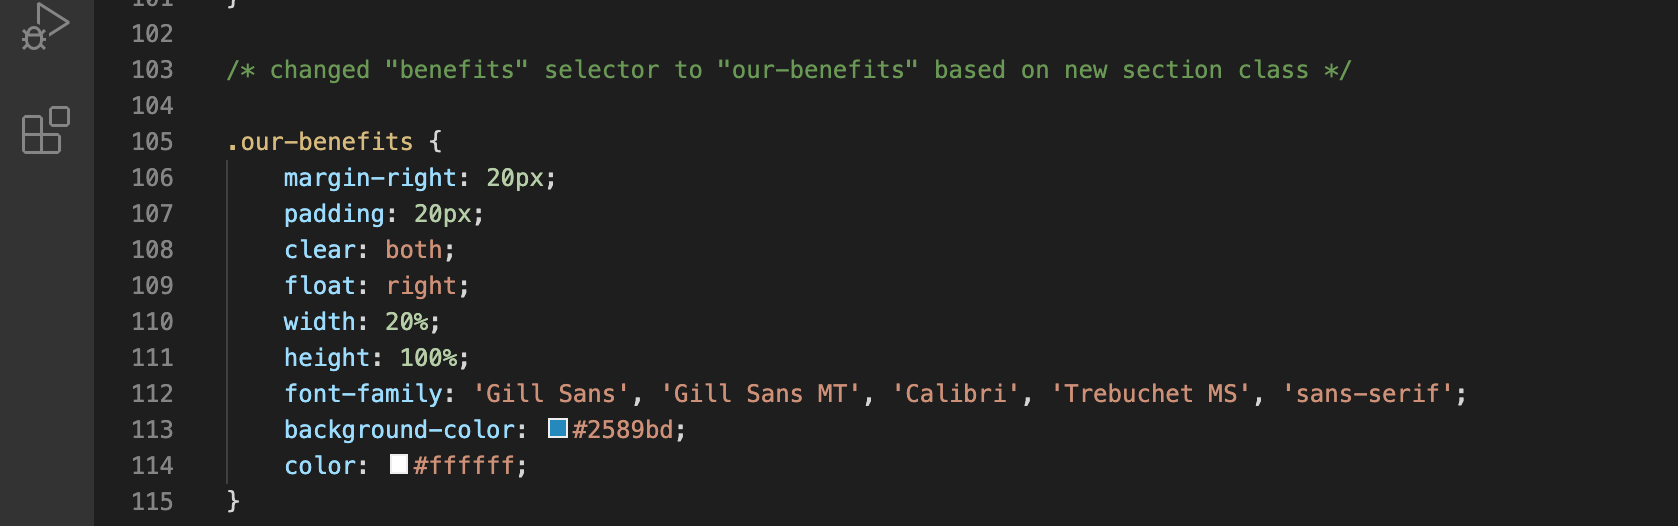 101 }
102
103 /* changed "benefits" selector to "our-benefits" based on new section class */
104
105 .our-benefits {
106 margin-right: 20px;
107 padding: 20px;
108 clear: both;
109 float: right;
110 width: 20%;
111 height: 100%;
112 font-family: 'Gill Sans', 'Gill Sans MT', 'Calibri', 'Trebuchet MS', 'sans-serif';
113 background-color: #2589bd;
114 color: #ffffff;
115 }